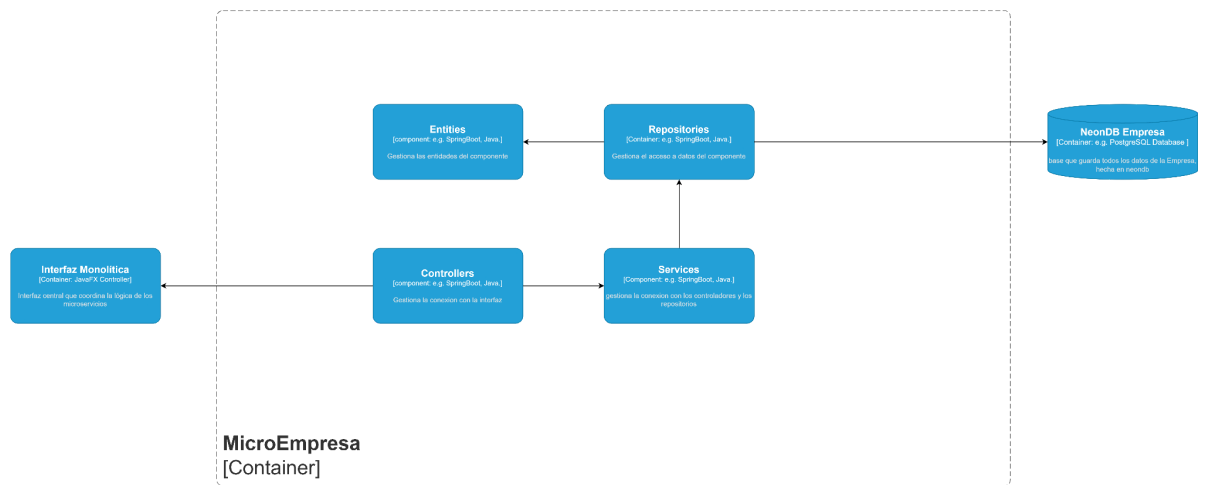 Entities
[component: e.g. SpringBoot, Java.]
Gestiona las entidades del componente
Repositories
[Container: e.g. SpringBoot, Java.]
Gestiona el acceso a datos del componente
NeonDB Empresa
[Container: e.g. PostgreSQL Database ]
base que guarda todos los datos de la Empresa,
hecha en neondb
Interfaz Monolítica
[Container: JavaFX Controller]
Interfaz central que coordina la lógica de los
microservicios
Controllers
[component: e.g. SpringBoot, Java.]
Gestiona la conexion con la interfaz
Services
[Component: e.g. SpringBoot, Java.]
gestiona la conexion con los controladores y los
repositorios
MicroEmpresa
[Container]